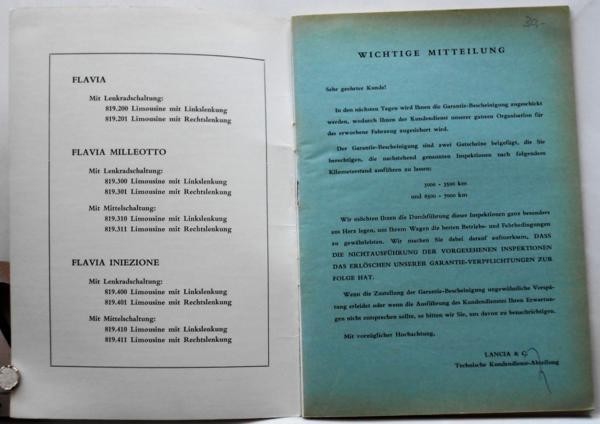 FLAVIA
Mit Lenkradschaltung:
819.200 Limousine mit Linkslenkung
819.201 Limousine mit Rechtslenkung
FLAVIA MILLEOTTO
Mit Lenkradschaltung:
819.300 Limousine mit Linkslenkung
819.301 Limousine mit Rechtslenkung
Mit Mittelschaltung:
819.310 Limousine mit Linkslenkung
819.311 Limousine mit Rechtslenkung
FLAVIA INIEZIONE
Mit Lenkradschaltung:
819.400 Limousine mit Linkslenkung
819.401 Limousine mit Rechtslenkung
Mit Mittelschaltung:
819.410 Limousine mit Linkslenkung
819.411 Limousine mit Rechtslenkung
30,-
WICHTIGE MITTEILUNG
Sehr geehrter Kunde!
In den nächsten Tagen wird Ihnen die Garantie-Bescheinigung zugeschickt
werden, wodurch Ihnen der Kundendienst unserer gatzen Organisation für
das erworbene Fahrzeug zugesichert wird.
Der Garantie-Bescheinigung sind zwei Gutscheine beigefügt, die Sie
berechtigen, die nachstehend genannten Inspektionen nach folgendem
Kilometerstand ausführen zu lassen:
3000 - 3500 km
und 6500 - 7000 km
Wir möchten Ihnen die Durchführung dieser Inspektionen ganz besonders
ans Herz legen, um Ihrem Wagen die besten Betriebs- und Fahrbedingungen
zu gewährleisten. Wir machen Sie dabei darauf aufmerksam, DASS
DIE NICHTAUSFÜHRUNG DER VORGESEHENEN INSPEKTIONEN
DAS ERLÖSCHEN UNSERER GARANTIE-VERPFLICHTUNGEN ZUR
FOLGE HAT.
Wenn die Zustellung der Garantie-Bescheinigung ungewöhnliche Verspä-
tung erleidet oder wenn die Ausführung des Kundendienstes Ihren Erwartun-
gen nicht entsprechen sollte, so bitten wir Sie, uns davon zu benachrichtigen.
Mit vorzüglicher Hochachtung,
LANCIA & C.
Technische Kundendienst-Abteilung